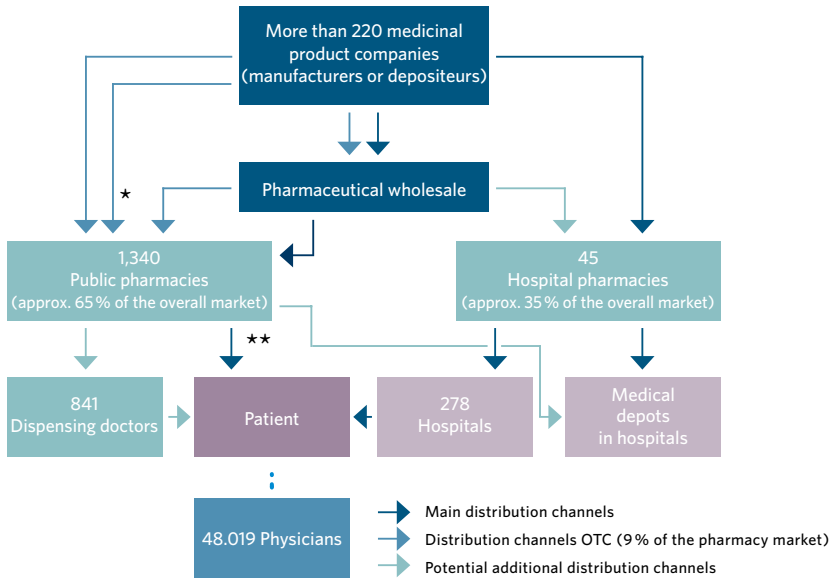 More than 220 medicinal
product companies
(manufacturers or depositeurs)
Pharmaceutical wholesale
★
1,340
Public pharmacies
(approx. 65 % of the overall market)
45
Hospital pharmacies
(approx. 35 % of the overall market)
★★
841
Dispensing doctors
Patient
278
Hospitals
Medical
depots
in hospitals
48.019 Physicians
Main distribution channels
Distribution channels OTC (9 % of the pharmacy market)
Potential additional distribution channels